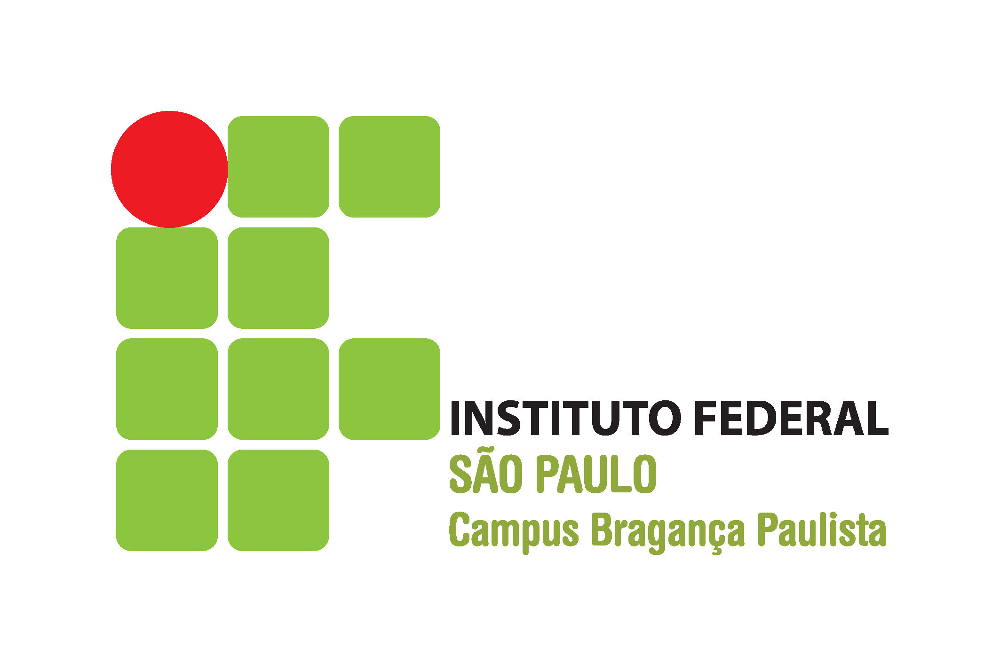 INSTITUTO FEDERAL
SÃO PAULO
Campus Bragança Paulista